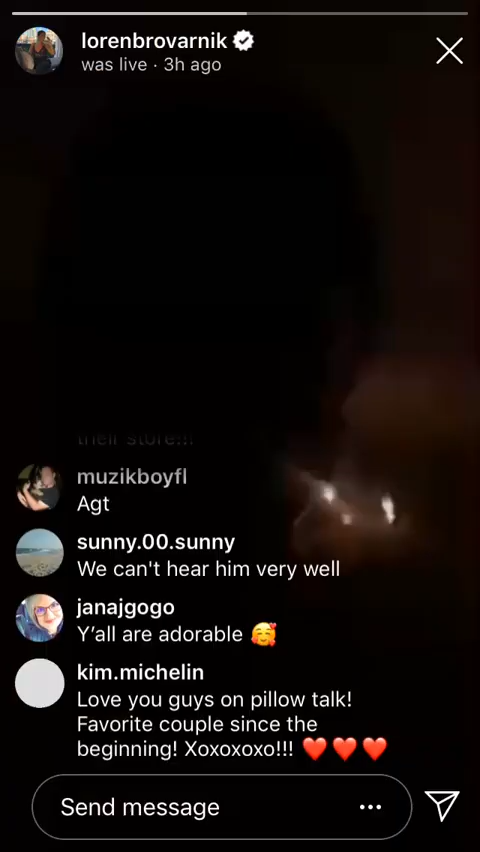 lorenbrovarnik
was live · 3h ago
their store!!!
muzikboyfl
Agt
sunny.00.sunny
We can't hear him very well
janajgogo
Y’all are adorable 🥰
kim.michelin
Love you guys on pillow talk!
Favorite couple since the
beginning! Xoxoxoxo!!! ❤️❤️❤️
Send message